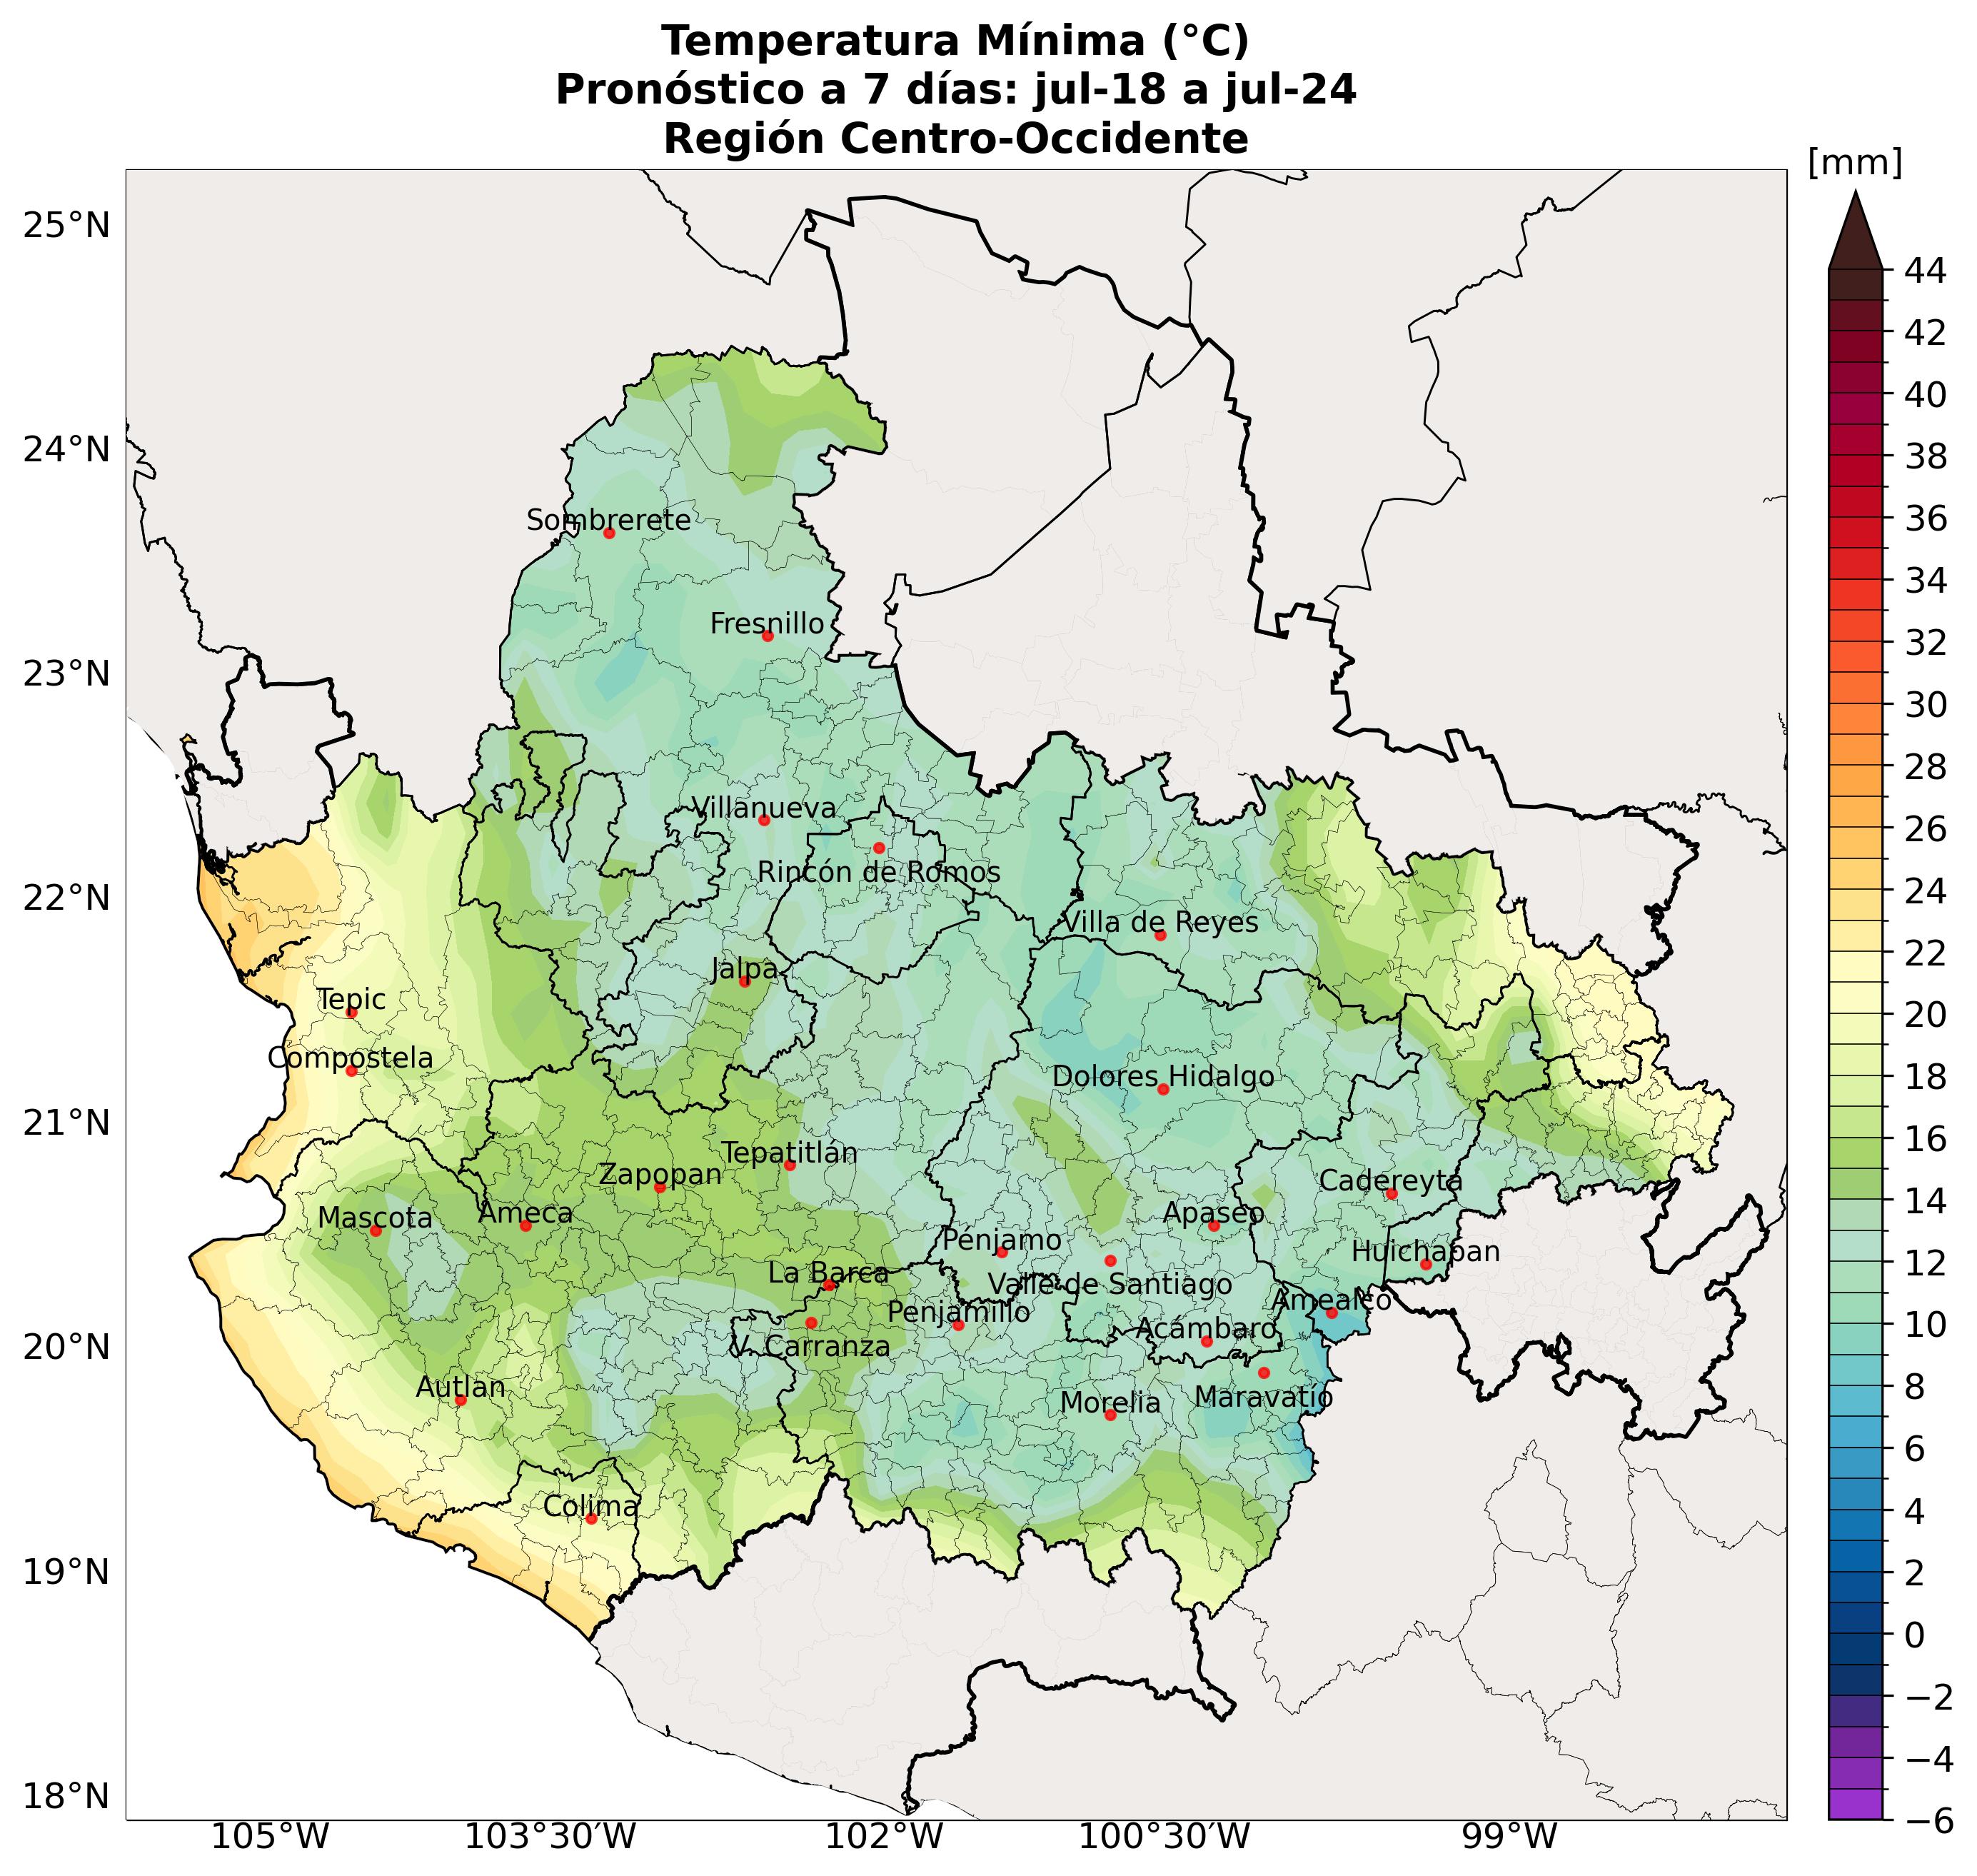 Temperatura Mínima (°C)
Pronóstico a 7 días: jul-18 a jul-24
Región Centro-Occidente
[mm]
25°N
24°N
23°N
22°N
21°N
20°N
19°N
18°N
Sombrerete
Fresnillo
Villanueva
Rincón de Romos
Villa de Reyes
Jalpa
Tepic
Compostela
Dolores Hidalgo
Tepatitlán
Zapopan
Cadereyta
Mascota
Ameca
Apaseo
Pénjamo
Huichapan
La Barca
Valle de Santiago
Amealco
Penjamillo
Acámbaro
V. Carranza
Autlan
Maravatío
Morelia
Colima
105°W
103°30'W
102°W
100°30'W
99°W
44
42
40
38
36
34
32
30
28
26
24
22
20
18
16
14
12
10
8
6
4
2
0
−2
−4
−6